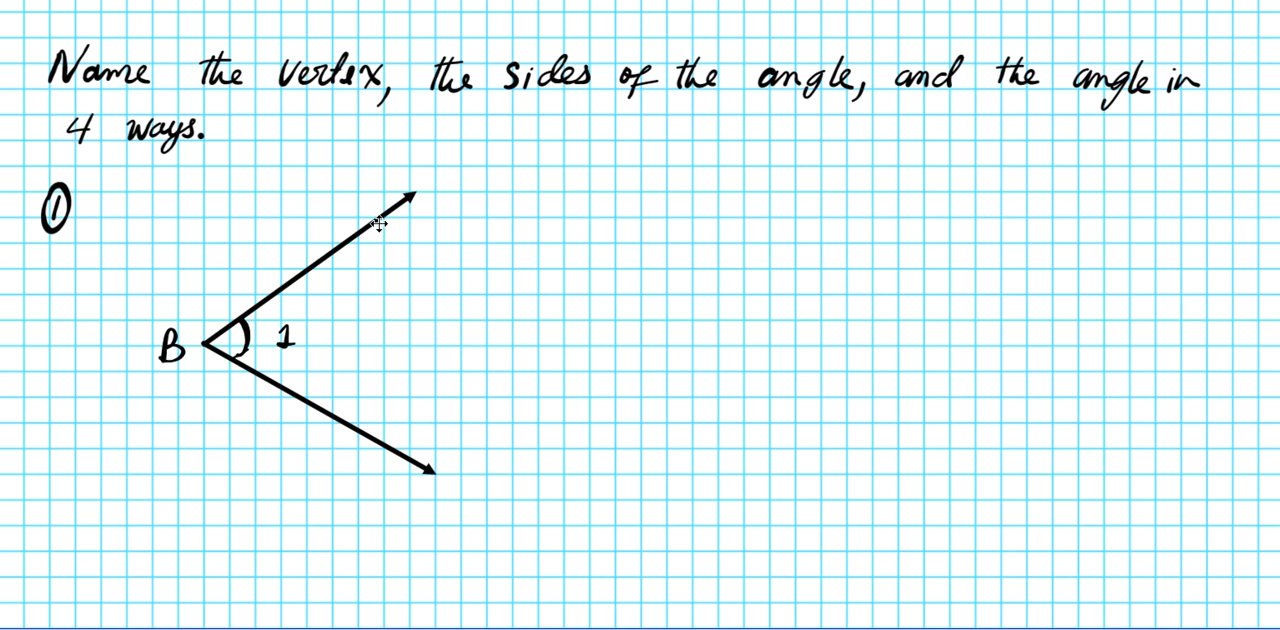 Name the vertex, the sides of the angle, and the angle in
4 ways.
①
B 1